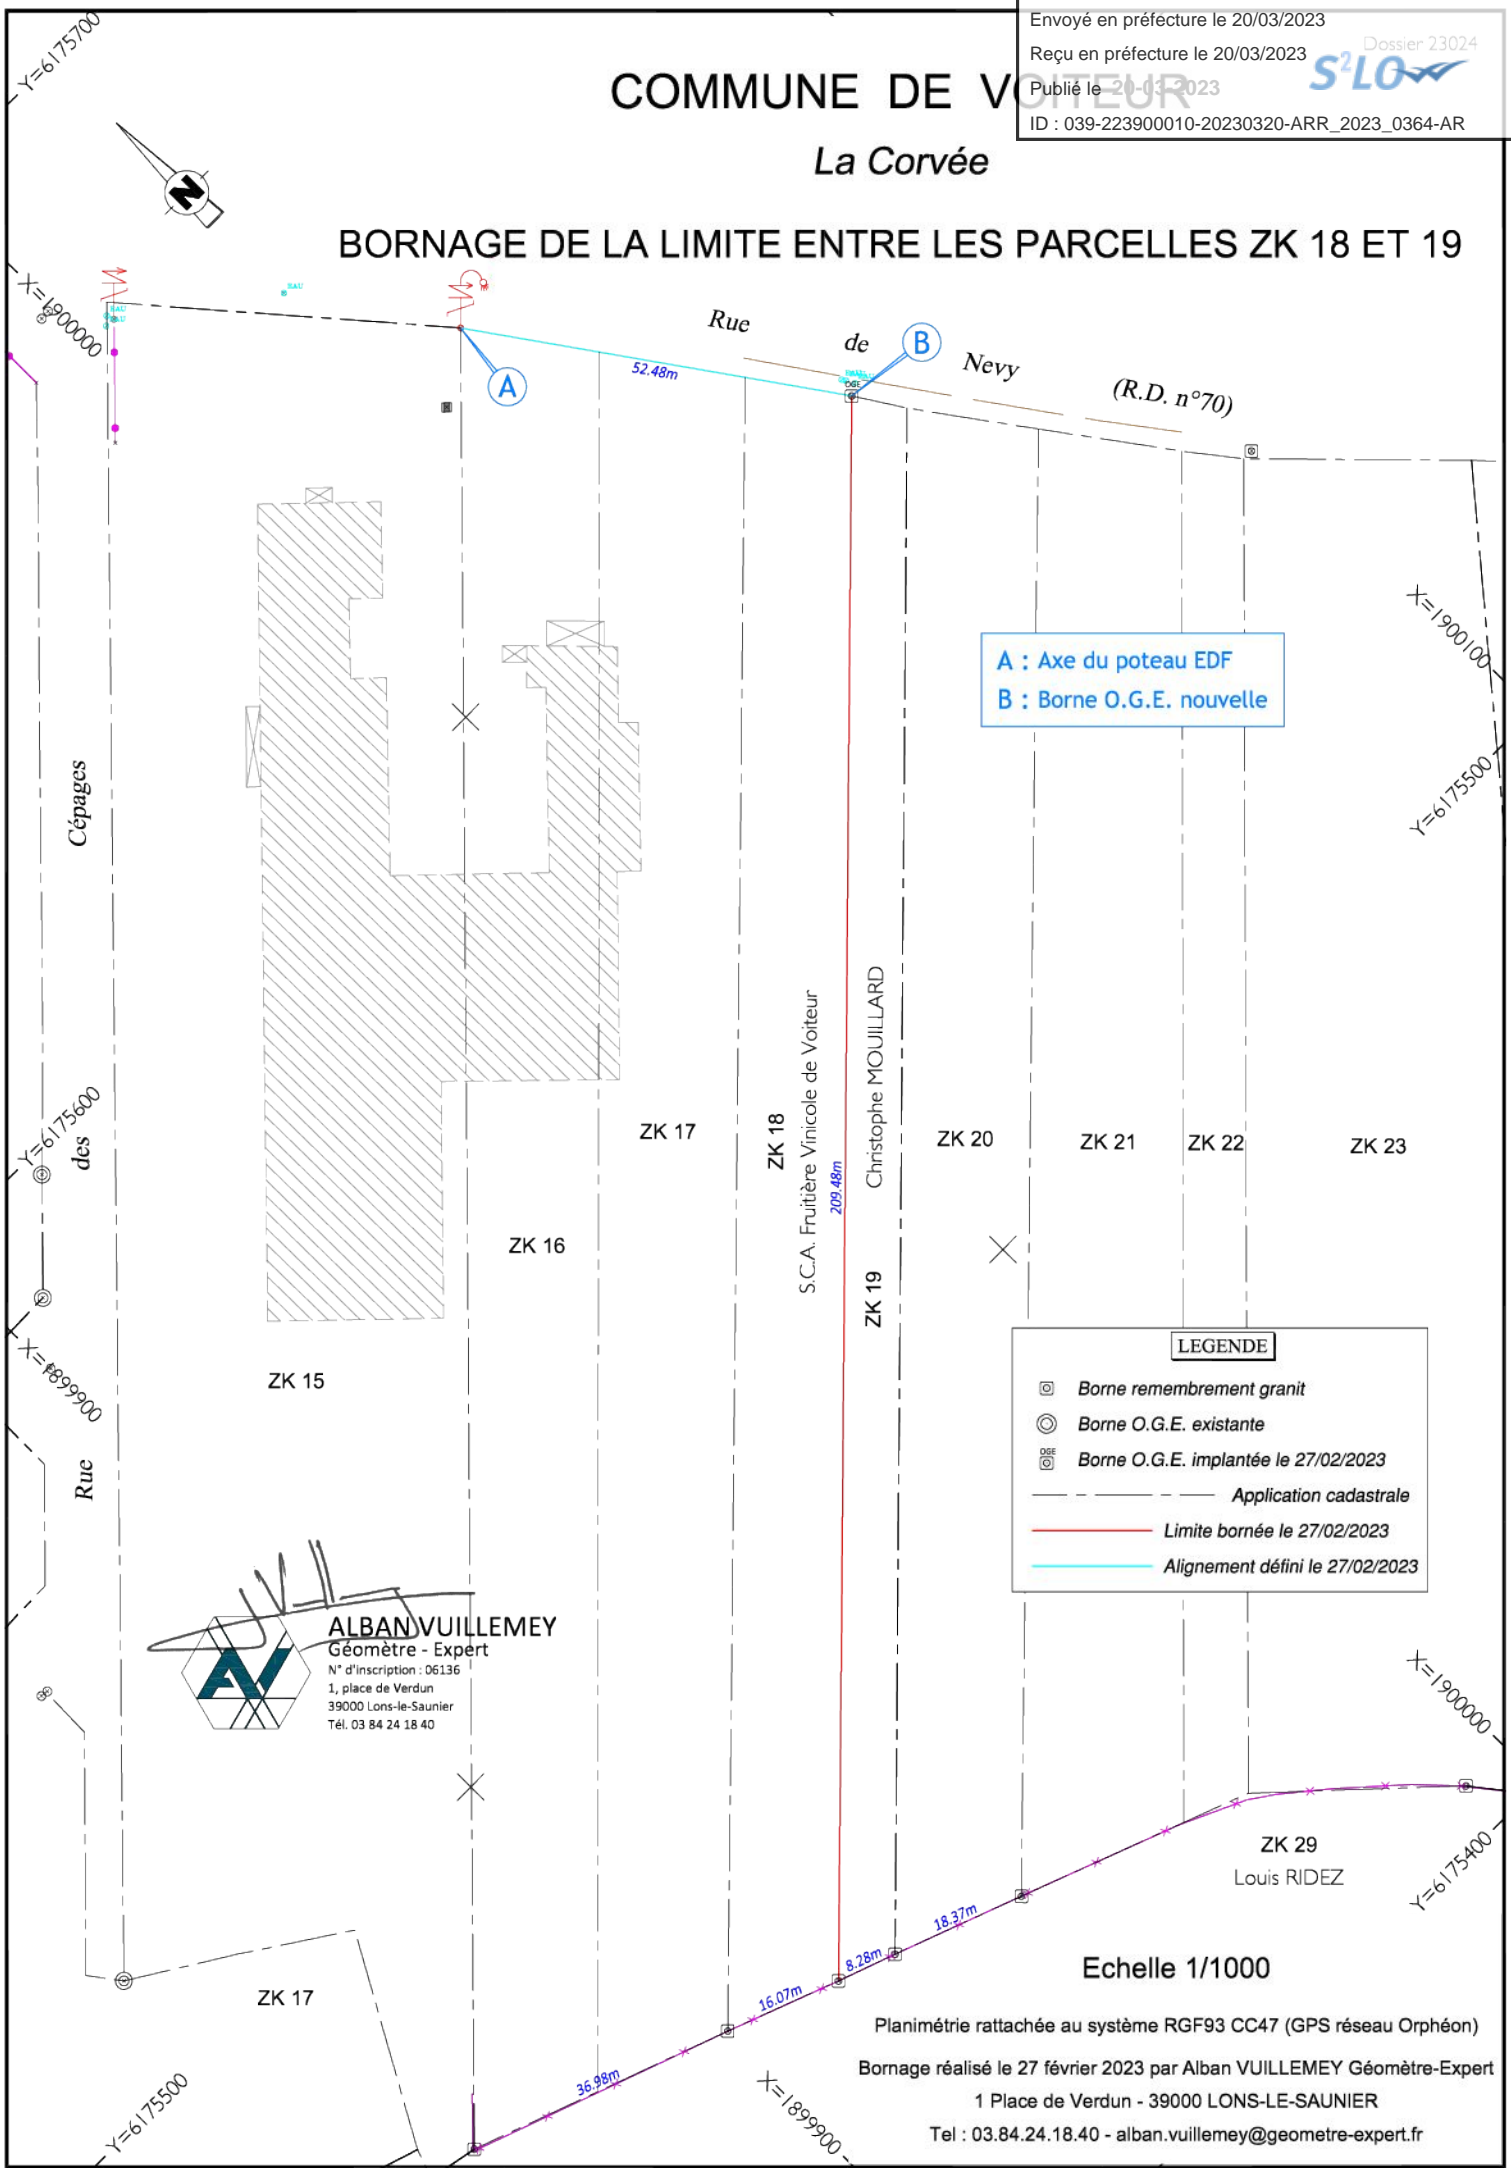 Envoyé en préfecture le 20/03/2023
Reçu en préfecture le 20/03/2023
Dossier 23024
S²LO
Publié le 20-03-2023
ID : 039-223900010-20230320-ARR_2023_0364-AR
COMMUNE DE VOITEUR
La Corvée
BORNAGE DE LA LIMITE ENTRE LES PARCELLES ZK 18 ET 19
Y=6175700
N
X=1900000
EAU
EAU
EAU
A
52.48m
Rue de Nevy (R.D. n°70)
B
OGE
X=1900100
A : Axe du poteau EDF
B : Borne O.G.E. nouvelle
Y=6175500
Rue des Cépages
Y=6175600
X=1899900
ZK 15
ZK 16
ZK 17
ZK 18
S.C.A. Fruitière Vinicole de Voiteur
209.48m
Christophe MOUILLARD
ZK 19
ZK 20
ZK 21
ZK 22
ZK 23
LEGENDE
Borne remembrement granit
Borne O.G.E. existante
OGE
Borne O.G.E. implantée le 27/02/2023
Application cadastrale
Limite bornée le 27/02/2023
Alignement défini le 27/02/2023
ALBAN VUILLEMEY
Géomètre - Expert
N° d'inscription : 06136
1, place de Verdun
39000 Lons-le-Saunier
Tél. 03 84 24 18 40
AV
X=1900000
Y=6175400
ZK 29
Louis RIDEZ
18.37m
8.28m
16.07m
36.98m
ZK 17
Y=6175500
X=1899900
Echelle 1/1000
Planimétrie rattachée au système RGF93 CC47 (GPS réseau Orphéon)
Bornage réalisé le 27 février 2023 par Alban VUILLEMEY Géomètre-Expert
1 Place de Verdun - 39000 LONS-LE-SAUNIER
Tel : 03.84.24.18.40 - alban.vuillemey@geometre-expert.fr